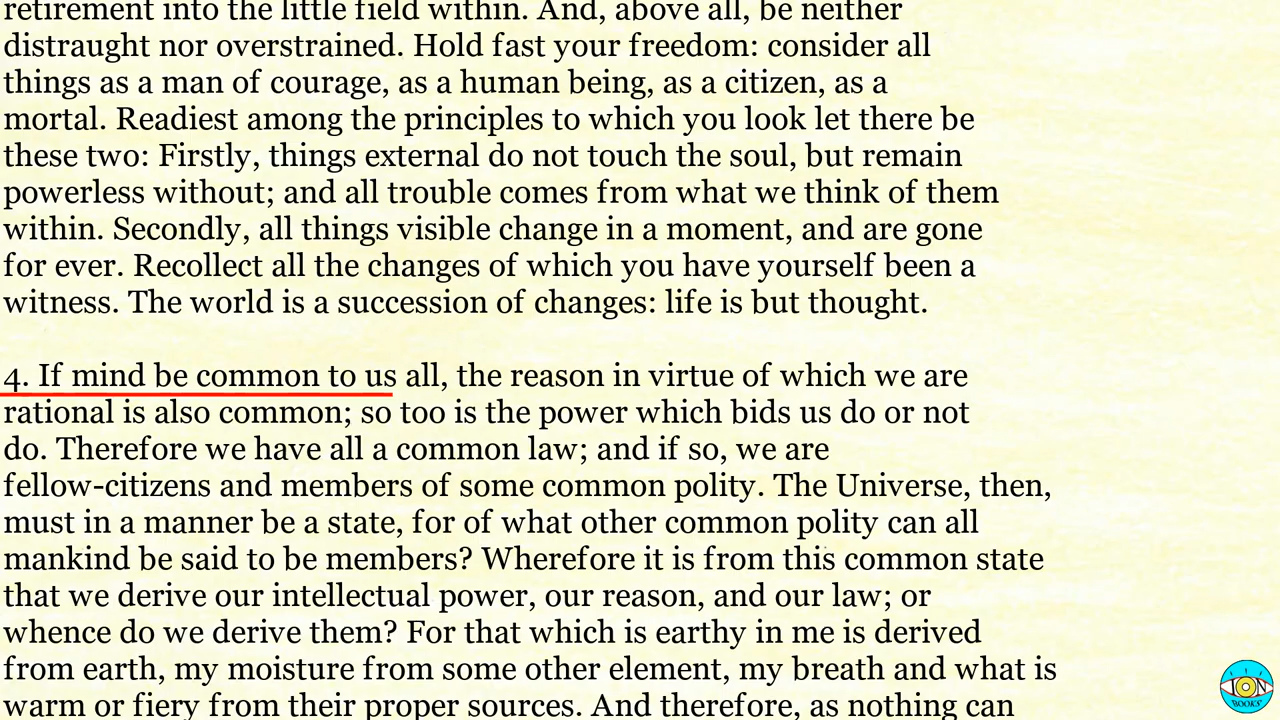 retirement into the little field within. And, above all, be neither
distraught nor overstrained. Hold fast your freedom: consider all
things as a man of courage, as a human being, as a citizen, as a
mortal. Readiest among the principles to which you look let there be
these two: Firstly, things external do not touch the soul, but remain
powerless without; and all trouble comes from what we think of them
within. Secondly, all things visible change in a moment, and are gone
for ever. Recollect all the changes of which you have yourself been a
witness. The world is a succession of changes: life is but thought.
4. If mind be common to us all, the reason in virtue of which we are
rational is also common; so too is the power which bids us do or not
do. Therefore we have all a common law; and if so, we are
fellow-citizens and members of some common polity. The Universe, then,
must in a manner be a state, for of what other common polity can all
mankind be said to be members? Wherefore it is from this common state
that we derive our intellectual power, our reason, and our law; or
whence do we derive them? For that which is earthy in me is derived
from earth, my moisture from some other element, my breath and what is
warm or fiery from their proper sources. And therefore, as nothing can
ION
BOOKS